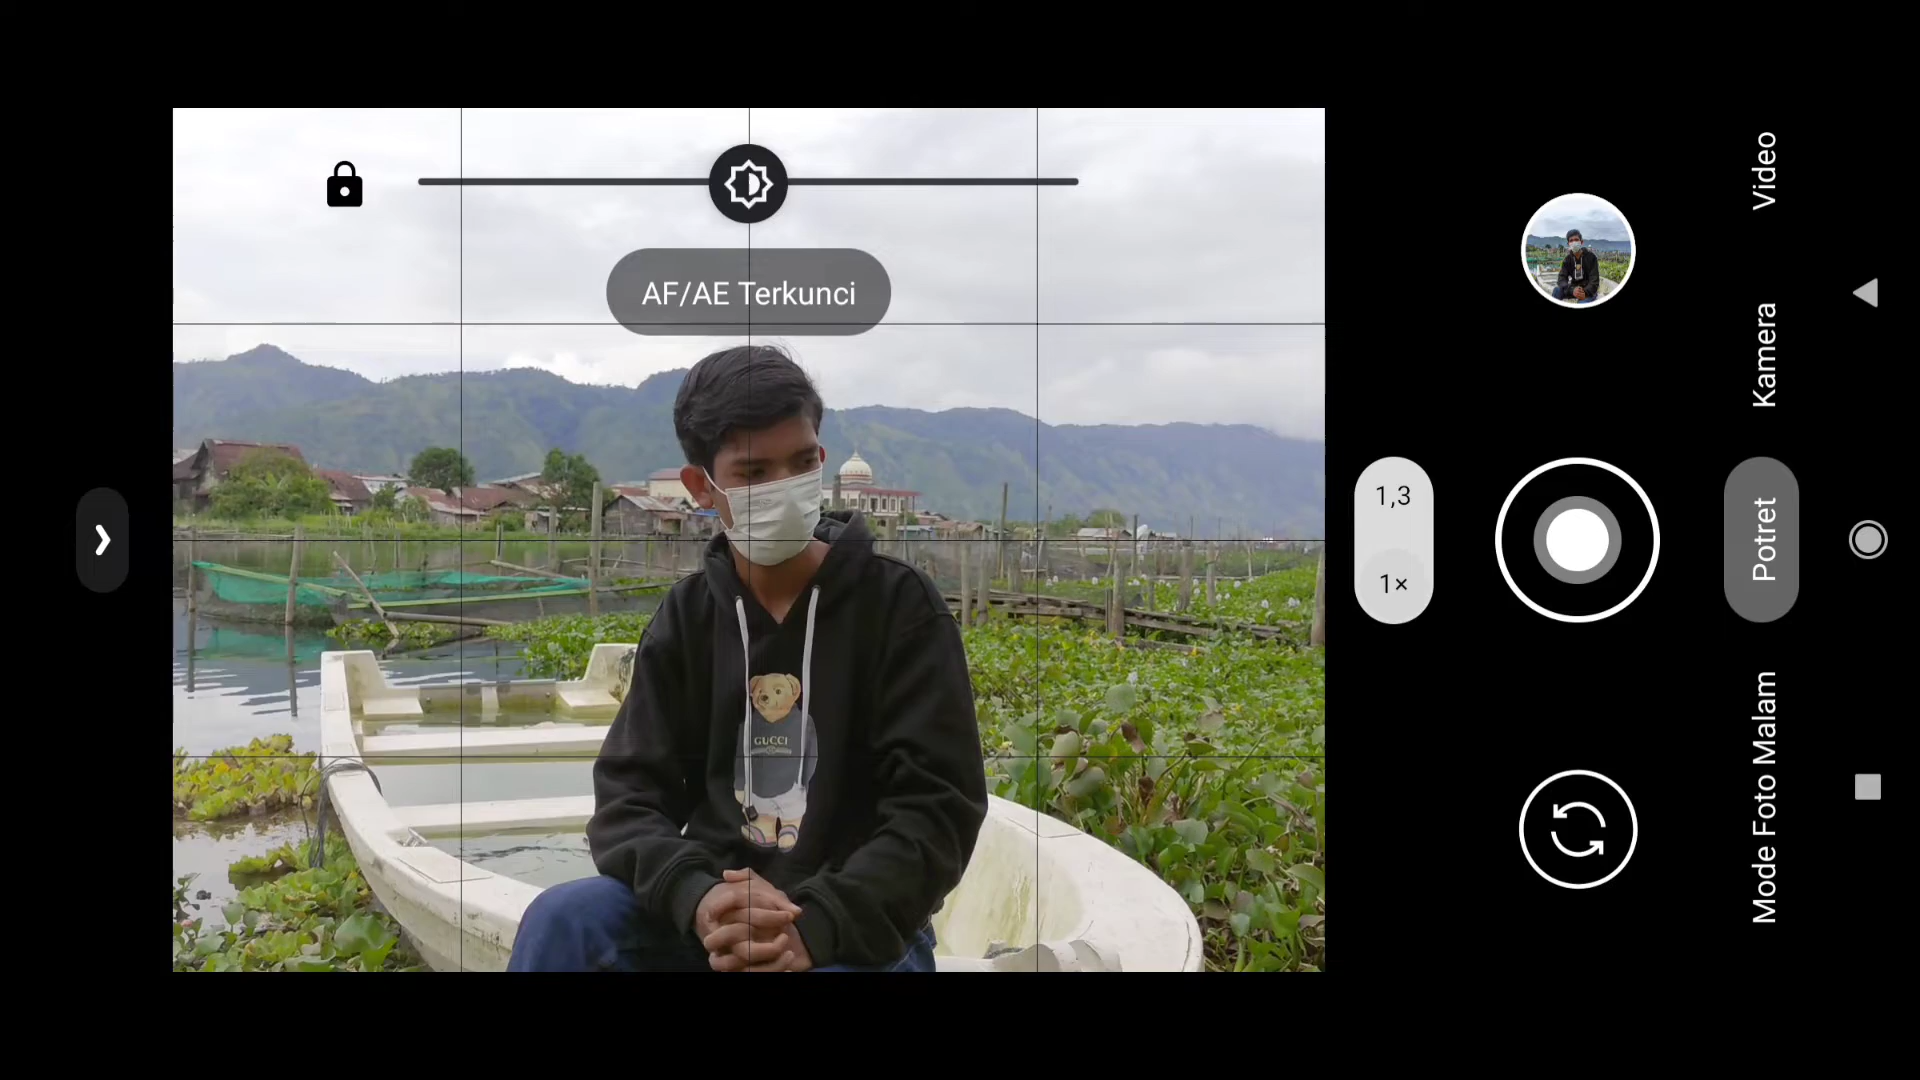 AF/AE Terkunci
GUCCI
1,3
1×
Video
Kamera
Potret
Mode Foto Malam